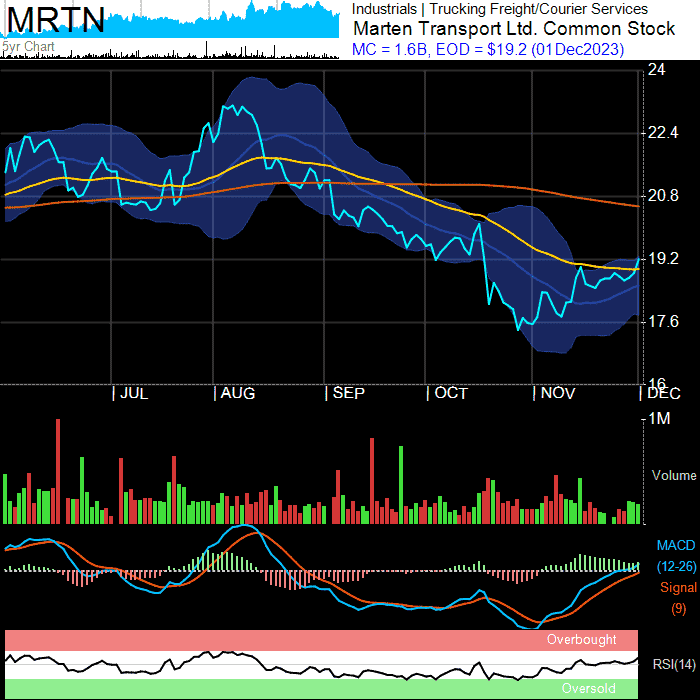 MRTN
5yr Chart
Industrials | Trucking Freight/Courier Services
Marten Transport Ltd. Common Stock
MC = 1.6B, EOD = $19.2 (01Dec2023)
24
22.4
20.8
19.2
17.6
16
| JUL | AUG | SEP | OCT | NOV | DEC
1M
Volume
MACD
(12-26)
Signal
(9)
Overbought
RSI(14)
Oversold